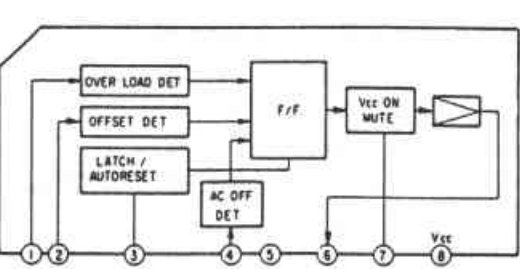 OVER LOAD DET
OFFSET DET
LATCH /
AUTORESET
F/F
Vcc ON
MUTE
AC OFF
DET
Vcc
1 2 3 4 5 6 7 8